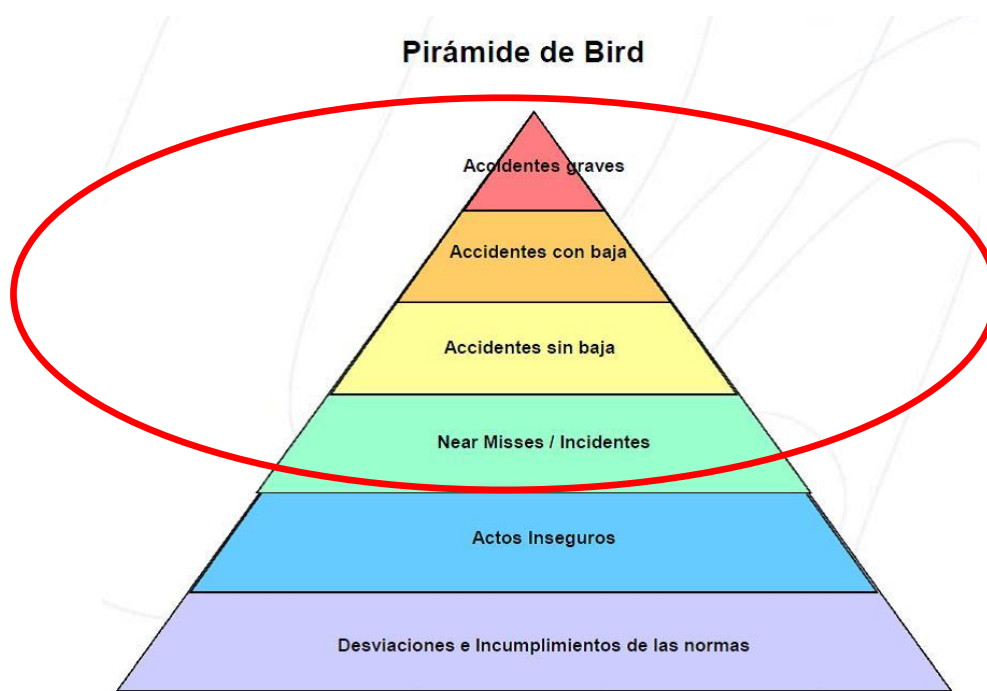 Pirámide de Bird
Accidentes graves
Accidentes con baja
Accidentes sin baja
Near Misses / Incidentes
Actos Inseguros
Desviaciones e Incumplimientos de las normas